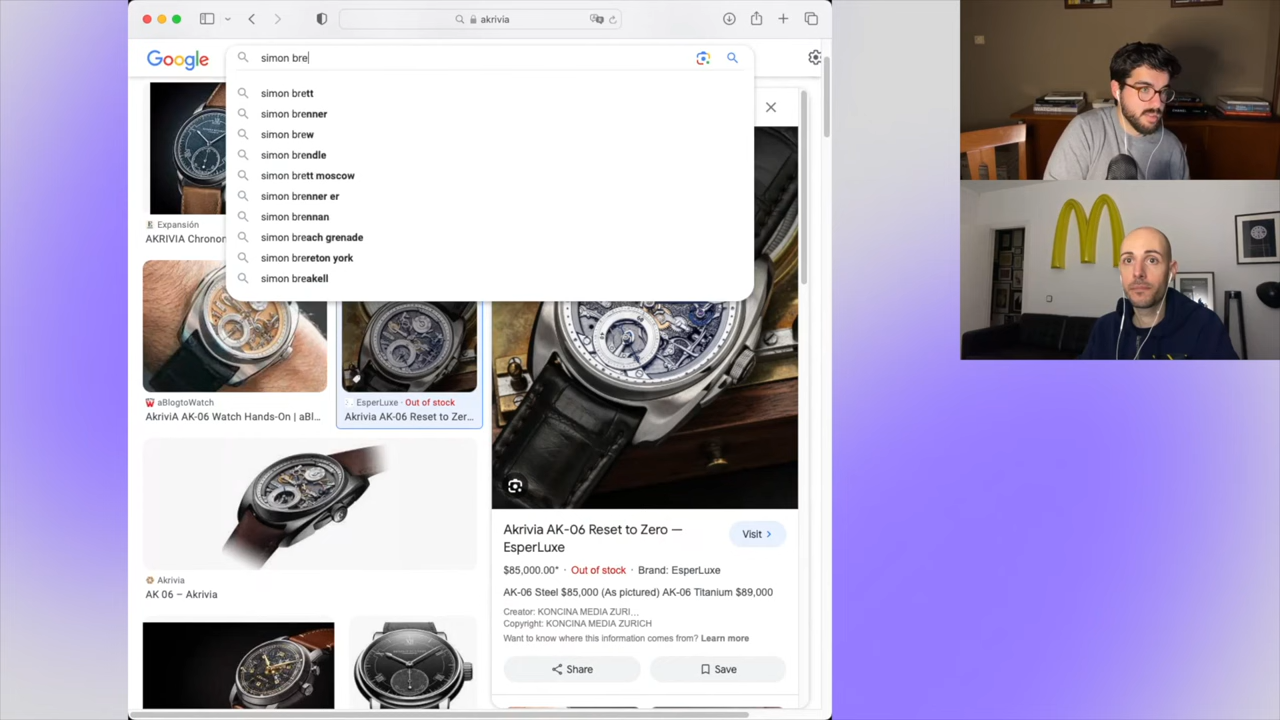 akrivia
Google
simon bre
simon brett
simon brenner
simon brew
simon brendle
simon brett moscow
simon brenner er
simon brennan
simon breach grenade
simon brereton york
simon breakell
Expansión
AKRIVIA Chrono
aBlogtoWatch
AkriviA AK-06 Watch Hands-On | aBl...
EsperLuxe · Out of stock
Akrivia AK-06 Reset to Zer...
Akrivia
AK 06 – Akrivia
Akrivia AK-06 Reset to Zero —
EsperLuxe
Visit
$85,000.00* · Out of stock · Brand: EsperLuxe
AK-06 Steel $85,000 (As pictured) AK-06 Titanium $89,000
Creator: KONCINA MEDIA ZURI...
Copyright: KONCINA MEDIA ZURICH
Want to know where this information comes from? Learn more
Share
Save